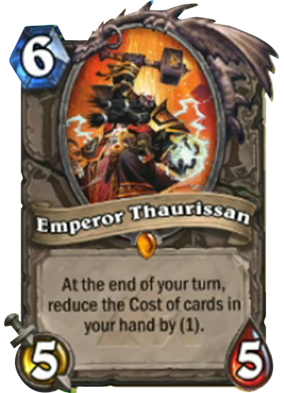 6
Emperor Thaurissan
At the end of your turn,
reduce the Cost of cards in
your hand by (1).
5 5